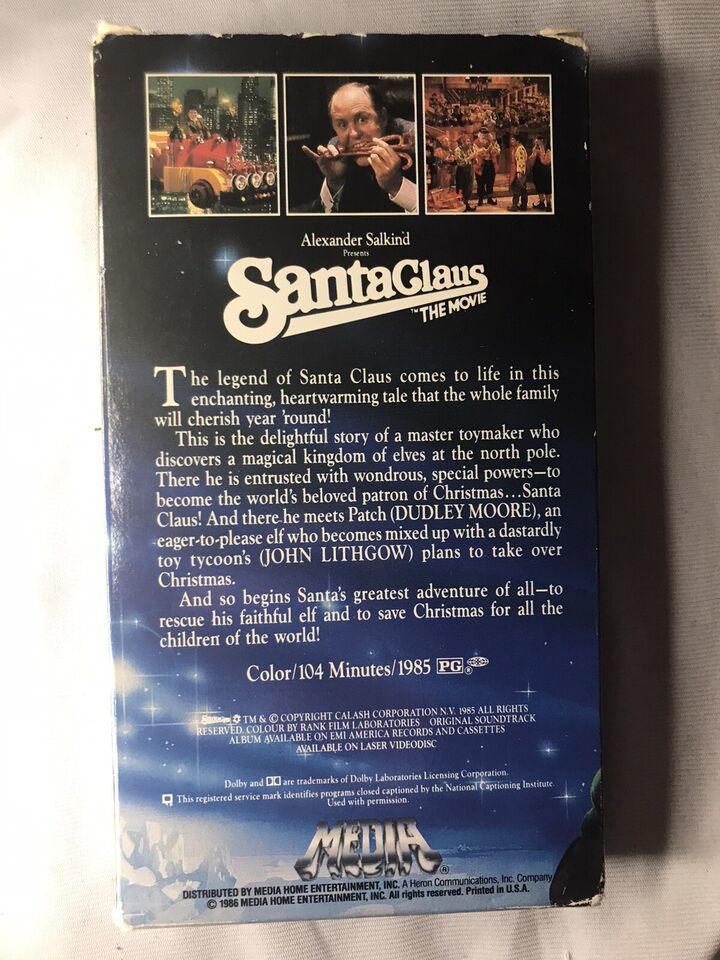 Alexander Salkind
Presents
SantaClaus
™THE MOVIE
The legend of Santa Claus comes to life in this
enchanting, heartwarming tale that the whole family
will cherish year 'round!
This is the delightful story of a master toymaker who
discovers a magical kingdom of elves at the north pole.
There he is entrusted with wondrous, special powers—to
become the world's beloved patron of Christmas...Santa
Claus! And there he meets Patch (DUDLEY MOORE), an
eager-to-please elf who becomes mixed up with a dastardly
toy tycoon's (JOHN LITHGOW) plans to take over
Christmas.
And so begins Santa's greatest adventure of all—to
rescue his faithful elf and to save Christmas for all the
children of the world!
Color/104 Minutes/1985 PG®
TM & © COPYRIGHT CALASH CORPORATION N.V. 1985 ALL RIGHTS
RESERVED. COLOUR BY RANK FILM LABORATORIES ORIGINAL SOUNDTRACK
ALBUM AVAILABLE ON EMI AMERICA RECORDS AND CASSETTES
AVAILABLE ON LASER VIDEODISC
Dolby and are trademarks of Dolby Laboratories Licensing Corporation.
This registered service mark identifies programs closed captioned by the National Captioning Institute.
Used with permission.
MEDIA®
DISTRIBUTED BY MEDIA HOME ENTERTAINMENT, INC. A Heron Communications, Inc. Company
© 1986 MEDIA HOME ENTERTAINMENT, INC. All rights reserved. Printed in U.S.A.